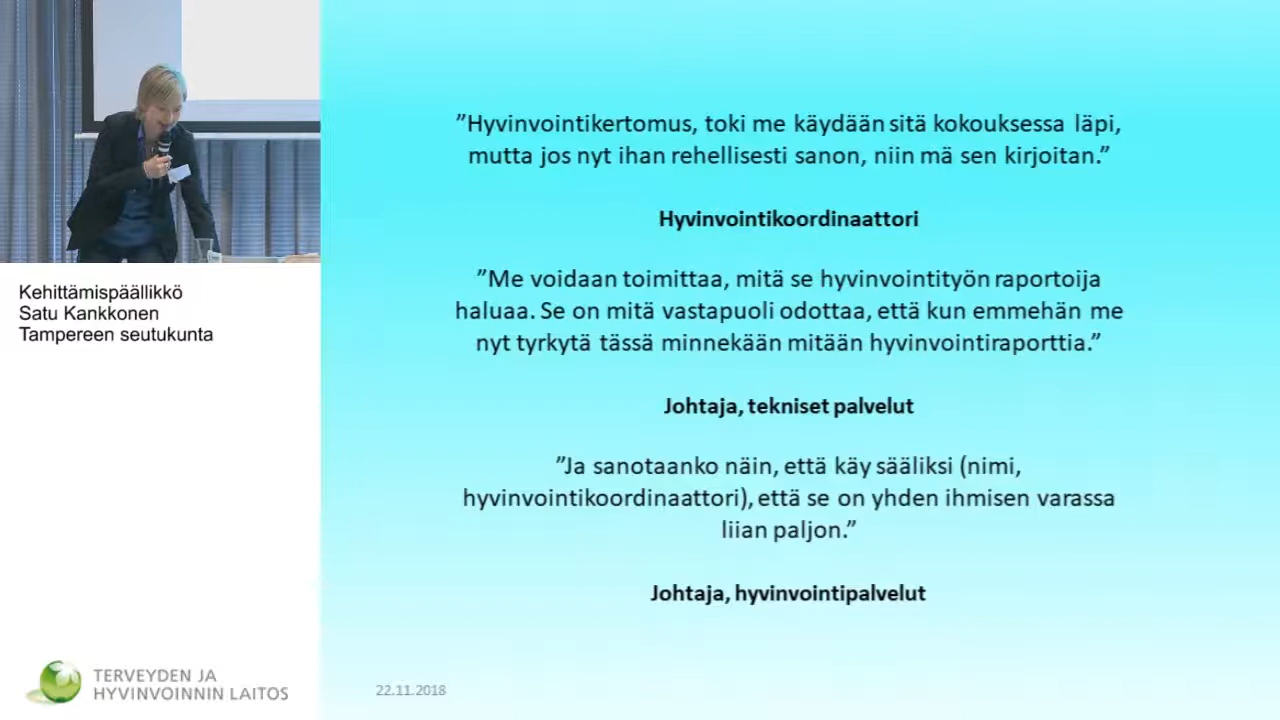 Kehittämispäällikkö
Satu Kankkonen
Tampereen seutukunta
TERVEYDEN JA
HYVINVOINNIN LAITOS
”Hyvinvointikertomus, toki me käydään sitä kokouksessa läpi,
mutta jos nyt ihan rehellisesti sanon, niin mä sen kirjoitan.”
Hyvinvointikoordinaattori
”Me voidaan toimittaa, mitä se hyvinvointityön raportoija
haluaa. Se on mitä vastapuoli odottaa, että kun emmehän me
nyt tyrkytä tässä minnekään mitään hyvinvointiraporttia.”
Johtaja, tekniset palvelut
”Ja sanotaanko näin, että käy sääliksi (nimi,
hyvinvointikoordinaattori), että se on yhden ihmisen varassa
liian paljon.”
Johtaja, hyvinvointipalvelut
22.11.2018